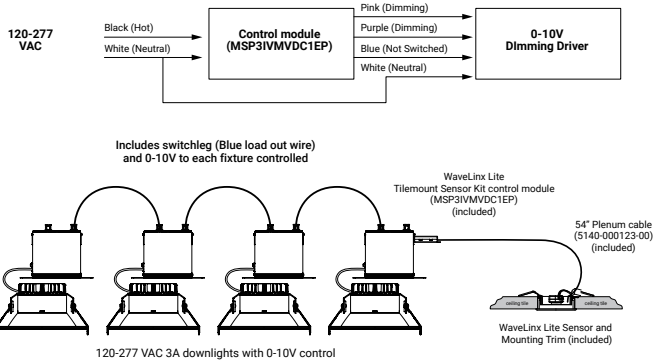 120-277
VAC
Black (Hot)
White (Neutral)
Control module
(MSP3IVMVDC1EP)
Pink (Dimming)
Purple (Dimming)
Blue (Not Switched)
White (Neutral)
0-10V
DImming Driver
Includes switchleg (Blue load out wire)
and 0-10V to each fixture controlled
WaveLinx Lite
Tilemount Sensor Kit control module
(MSP3IVMVDC1EP)
(included)
54" Plenum cable
(5140-000123-00)
(included)
ceiling tile
ceiling tile
WaveLinx Lite Sensor and
Mounting Trim (included)
120-277 VAC 3A downlights with 0-10V control